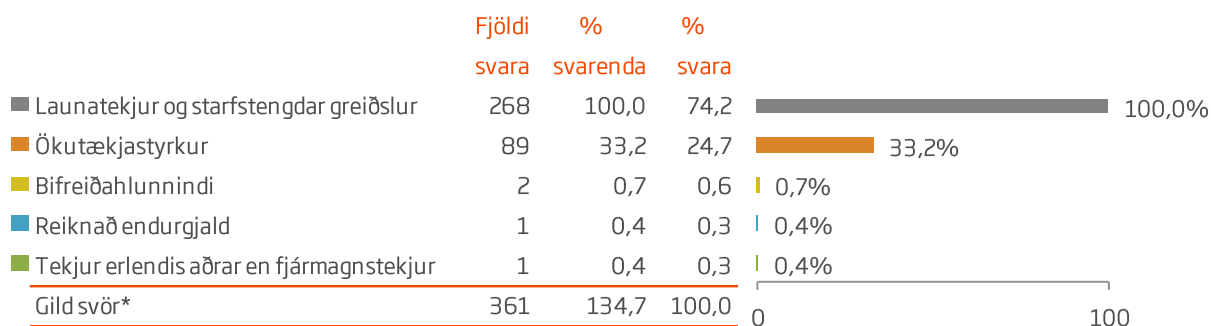 Fjöldi % %
svara svarenda svara
Launatekjur og starfstengdar greiðslur 268 100,0 74,2 100,0%
Ökutækjastyrkur 89 33,2 24,7 33,2%
Bifreiðahlunnindi 2 0,7 0,6 0,7%
Reiknað endurgjald 1 0,4 0,3 0,4%
Tekjur erlendis aðrar en fjármagnstekjur 1 0,4 0,3 0,4%
Gild svör* 361 134,7 100,0
0 100